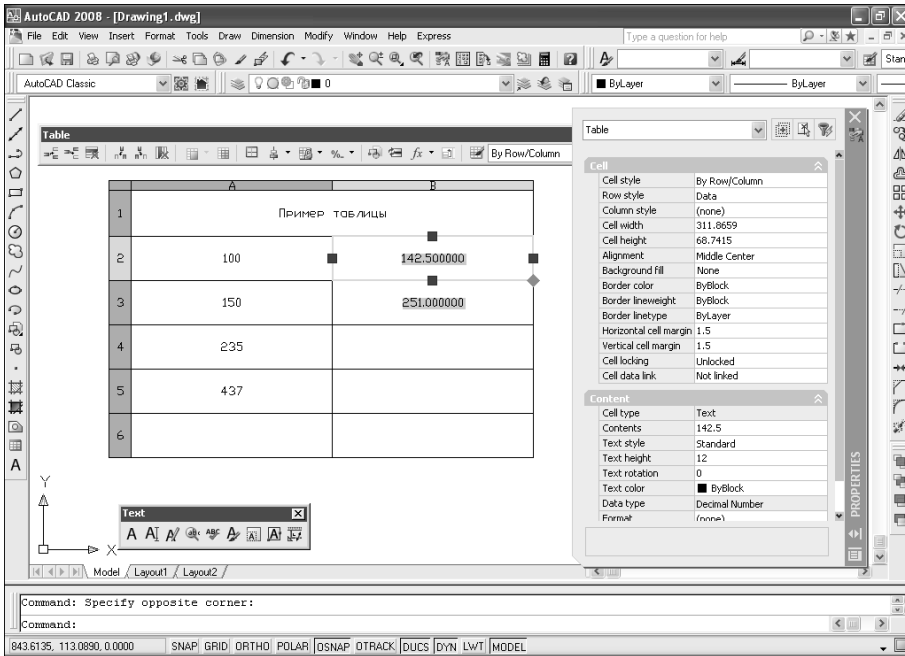 AutoCAD 2008 - [Drawing1.dwg]
File Edit View Insert Format Tools Draw Dimension Modify Window Help Express
Type a question for help
AutoCAD Classic
0
ByLayer
ByLayer
Table
By Row/Column
A B
1 Пример таблицы
2 100 142.500000
3 150 251.000000
4 235
5 437
6
Y
X
Text
Table
Cell
Cell style By Row/Column
Row style Data
Column style (none)
Cell width 311.8659
Cell height 68.7415
Alignment Middle Center
Background fill None
Border color ByBlock
Border lineweight ByBlock
Border linetype ByLayer
Horizontal cell margin 1.5
Vertical cell margin 1.5
Cell locking Unlocked
Cell data link Not linked
Content
Cell type Text
Contents 142.5
Text style Standard
Text height 12
Text rotation 0
Text color ByBlock
Data type Decimal Number
Format (none)
PROPERTIES
Model Layout1 Layout2
Command: Specify opposite corner:
Command:
843.6135, 113.0890, 0.0000 SNAP GRID ORTHO POLAR OSNAP OTRACK DUCS DYN LWT MODEL